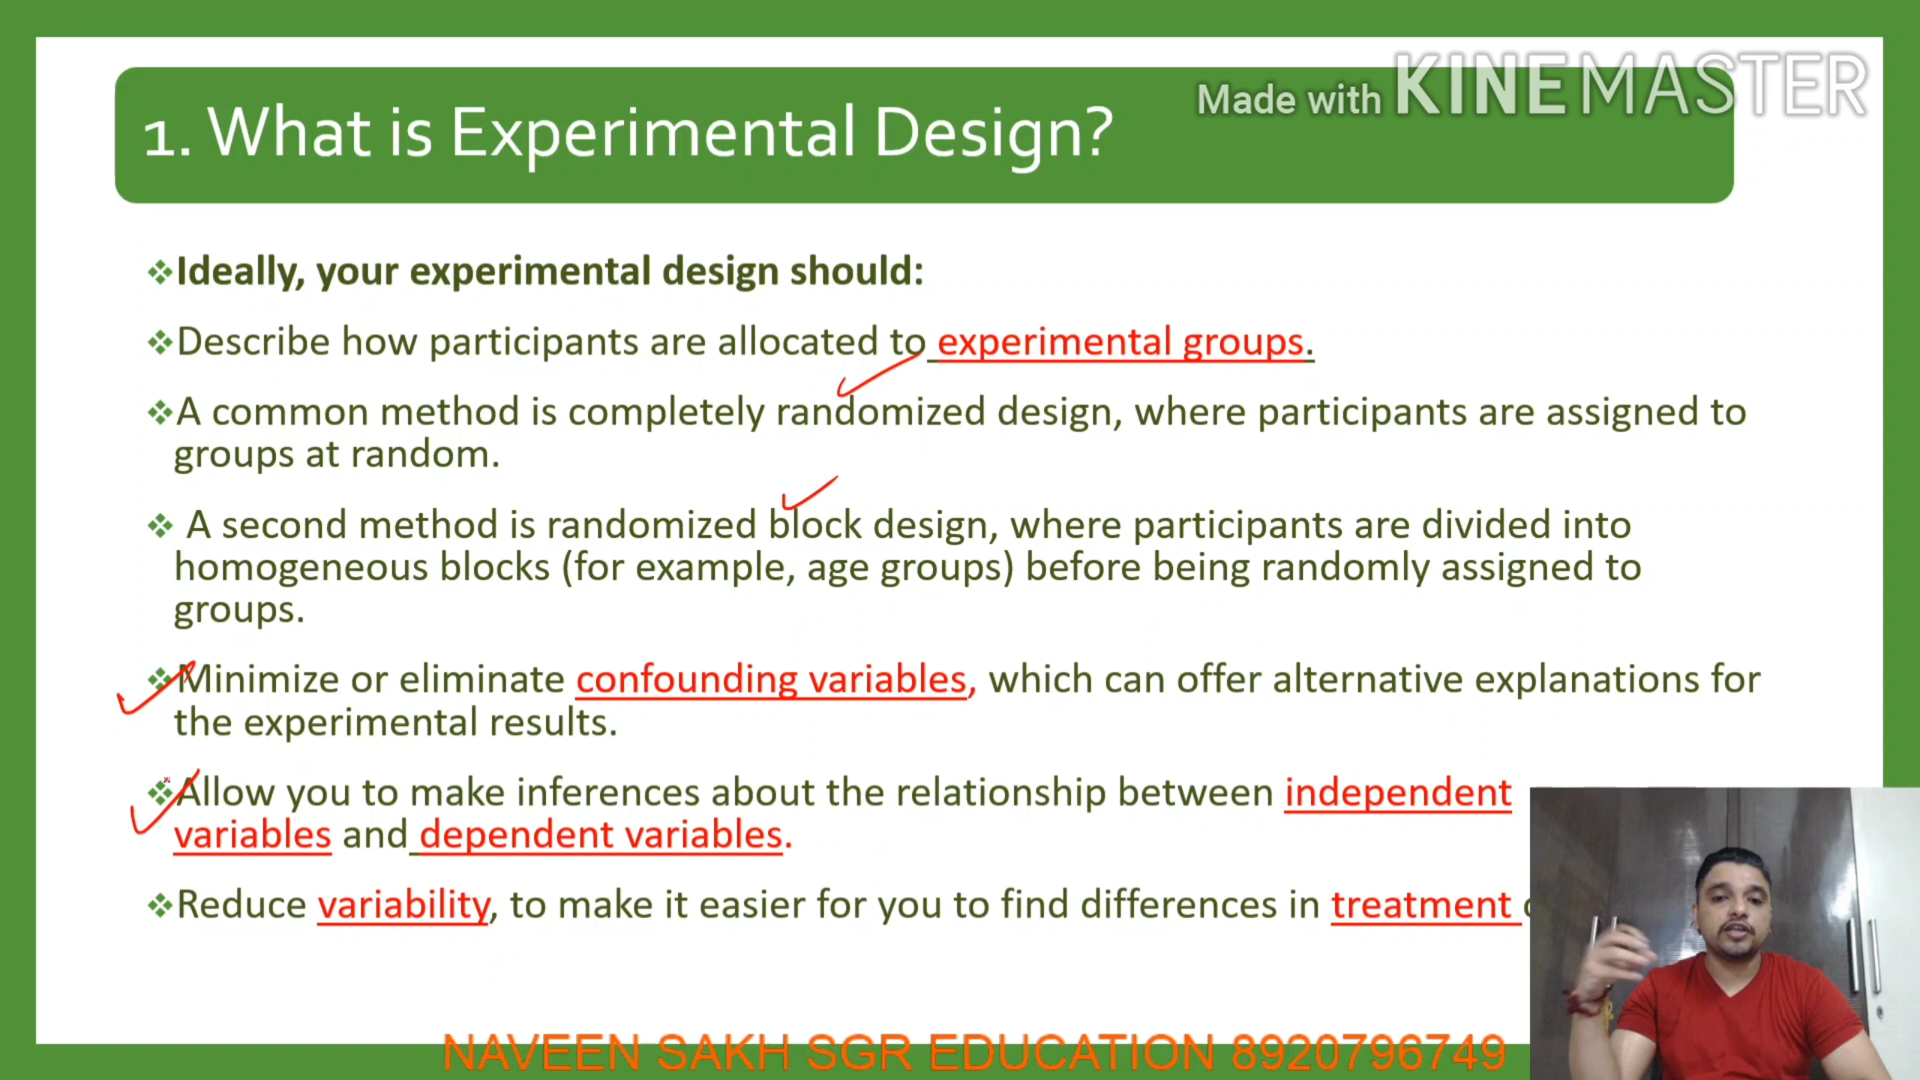 Made with KINEMASTER
1. What is Experimental Design?
Ideally, your experimental design should:
Describe how participants are allocated to experimental groups.
A common method is completely randomized design, where participants are assigned to
groups at random.
A second method is randomized block design, where participants are divided into
homogeneous blocks (for example, age groups) before being randomly assigned to
groups.
Minimize or eliminate confounding variables, which can offer alternative explanations for
the experimental results.
Allow you to make inferences about the relationship between independent
variables and dependent variables.
Reduce variability, to make it easier for you to find differences in treatment
NAVEEN SAKH SGR EDUCATION 8920796749